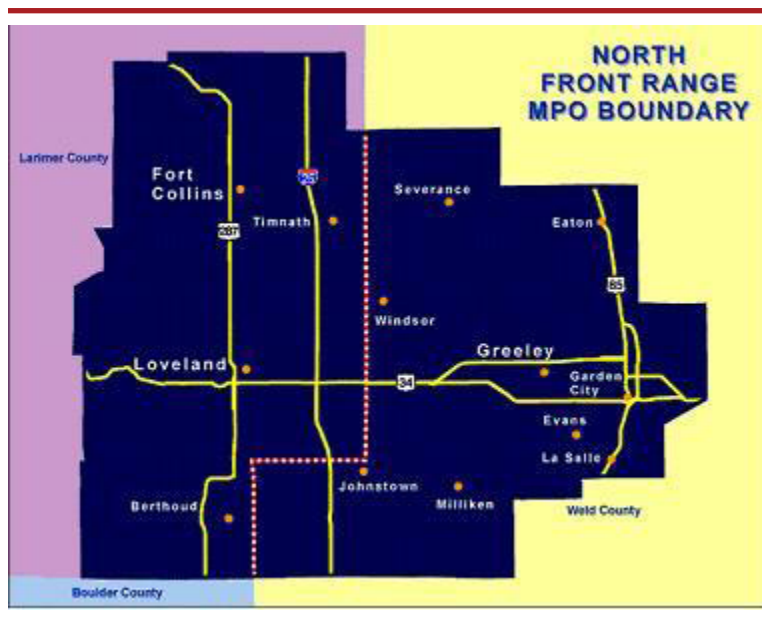 NORTH
FRONT RANGE
MPO BOUNDARY
Larimer County
Fort
Collins
25
Severance
Timnath
Eaton
287
85
Windsor
Greeley
Loveland
34
Garden
City
Evans
La Salle
Johnstown
Milliken
Berthoud
Weld County
Boulder County